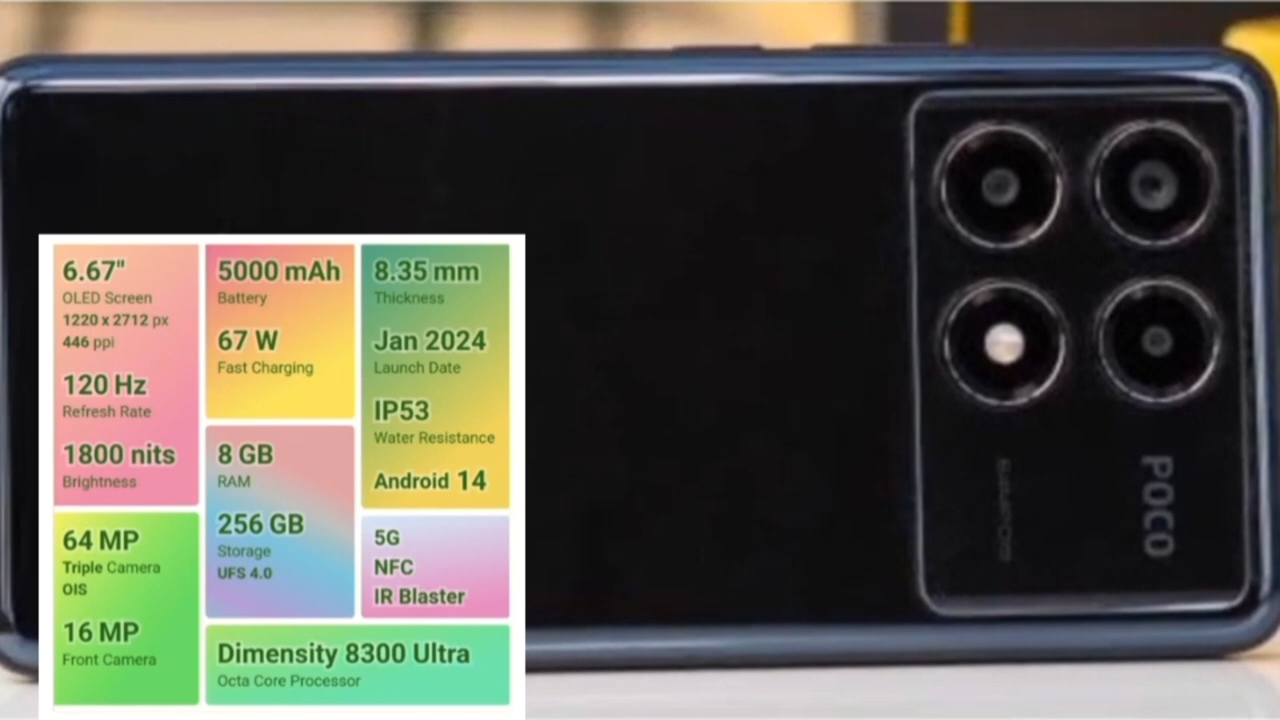 6.67"
OLED Screen
1220 x 2712 px
446 ppi
120 Hz
Refresh Rate
1800 nits
Brightness
64 MP
Triple Camera
OIS
16 MP
Front Camera
5000 mAh
Battery
67 W
Fast Charging
8 GB
RAM
256 GB
Storage
UFS 4.0
8.35 mm
Thickness
Jan 2024
Launch Date
IP53
Water Resistance
Android 14
5G
NFC
IR Blaster
Dimensity 8300 Ultra
Octa Core Processor
POCO